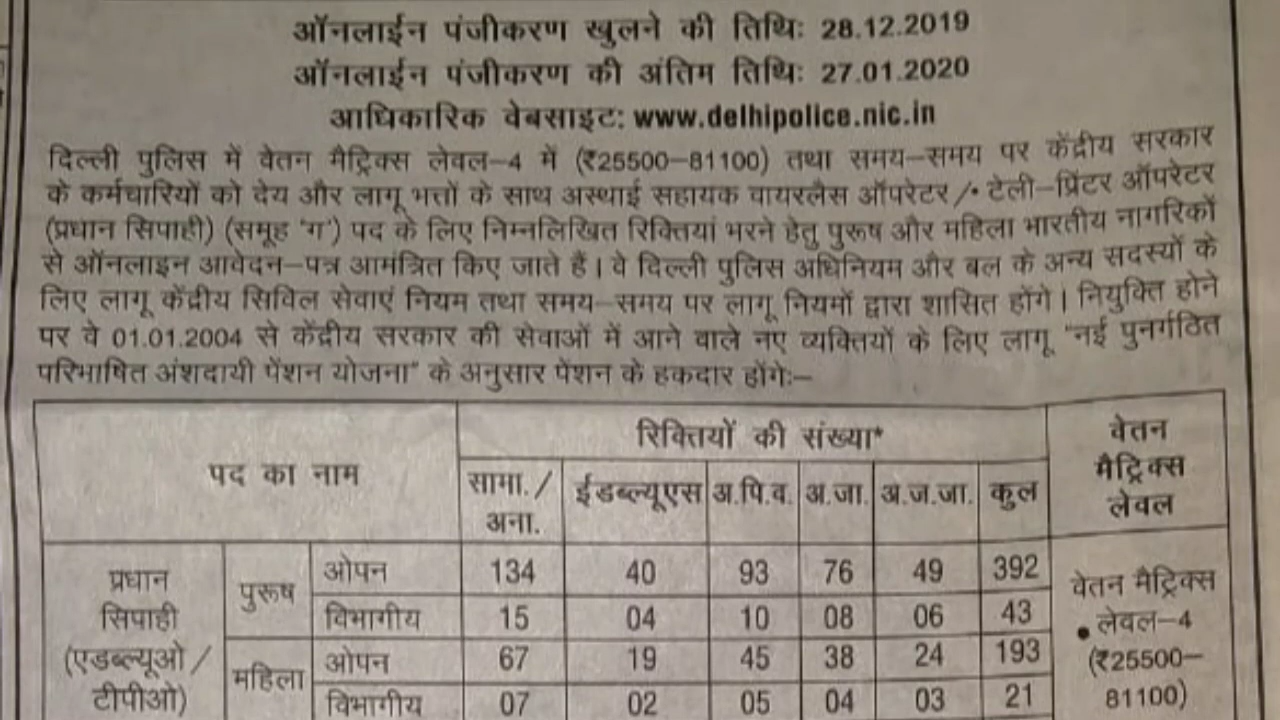 ऑनलाईन पंजीकरण खुलने की तिथिः 28.12.2019
ऑनलाईन पंजीकरण की अंतिम तिथिः 27.01.2020
आधिकारिक वेबसाइट: www.delhipolice.nic.in
दिल्ली पुलिस में वेतन मैट्रिक्स लेवल–4 में (₹25500–81100) तथा समय–समय पर केंद्रीय सरकार
के कर्मचारियों को देय और लागू भत्तों के साथ अस्थाई सहायक वायरलैस ऑपरेटर / टेली–प्रिंटर ऑपरेटर
(प्रधान सिपाही) (समूह 'ग') पद के लिए निम्नलिखित रिक्तियां भरने हेतु पुरूष और महिला भारतीय नागरिकों
से ऑनलाइन आवेदन–पत्र आमंत्रित किए जाते हैं। वे दिल्ली पुलिस अधिनियम और बल के अन्य सदस्यों के
लिए लागू केंद्रीय सिविल सेवाएं नियम तथा समय–समय पर लागू नियमों द्वारा शासित होंगे। नियुक्ति होने
पर वे 01.01.2004 से केंद्रीय सरकार की सेवाओं में आने वाले नए व्यक्तियों के लिए लागू "नई पुनर्गठित
परिभाषित अंशदायी पेंशन योजना" के अनुसार पेंशन के हकदार होंगेः–
पद का नाम
रिक्तियों की संख्या*
वेतन
मैट्रिक्स
लेवल
सामा./
अना.
ईडब्ल्यूएस अ.पि.व. अ.जा. अ.ज.जा. कुल
प्रधान
सिपाही
(एडब्ल्यूओ /
टीपीओ)
पुरूष
ओपन 134 40 93 76 49 392
विभागीय 15 04 10 08 06 43
महिला
ओपन 67 19 45 38 24 193
विभागीय 07 02 05 04 03 21
वेतन मैट्रिक्स
लेवल–4
(₹25500–
81100)